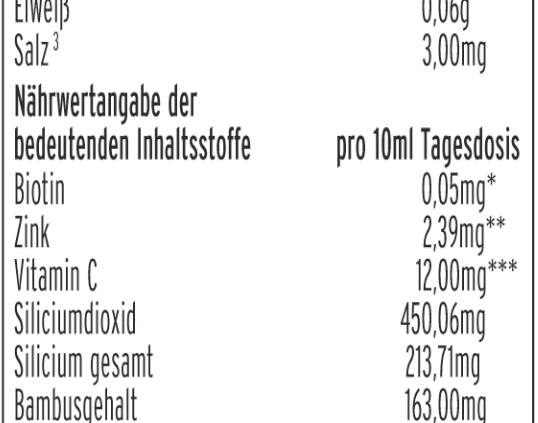 Eiweiß 0,06g
Salz ³ 3,00mg
Nährwertangabe der
bedeutenden Inhaltsstoffe pro 10ml Tagesdosis
Biotin 0,05mg*
Zink 2,39mg**
Vitamin C 12,00mg***
Siliciumdioxid 450,06mg
Silicium gesamt 213,71mg
Bambusgehalt 163,00mg